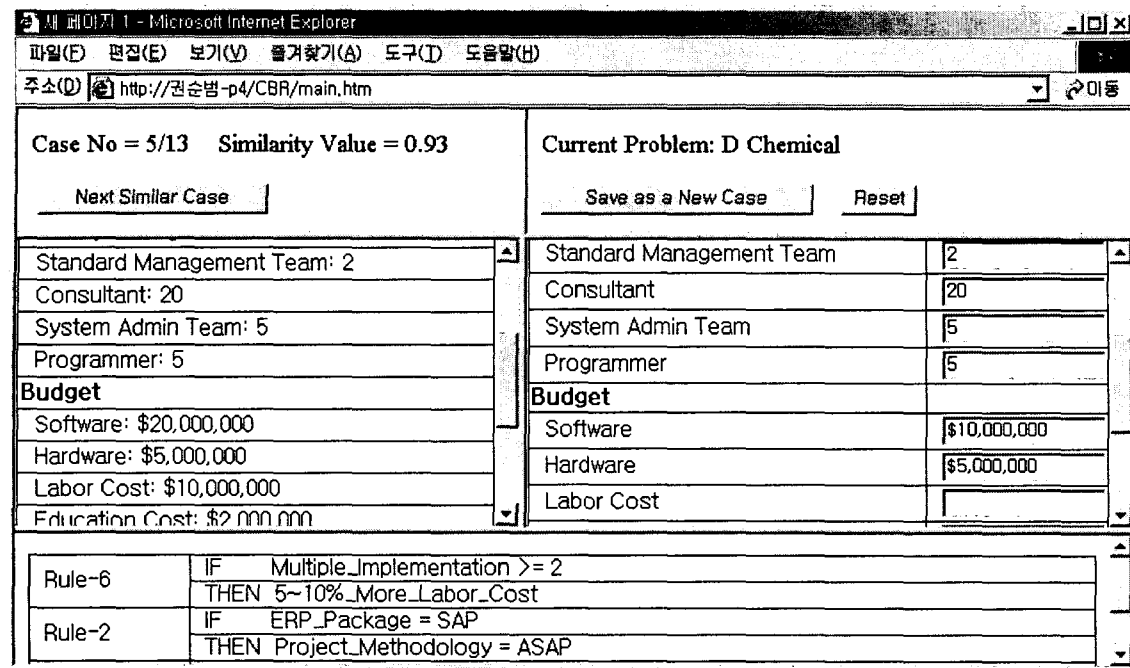 새 페이지 1 - Microsoft Internet Explorer
파일(F) 편집(E) 보기(V) 즐겨찾기(A) 도구(T) 도움말(H)
주소(D) http://권순범-p4/CBR/main.htm 이동
Case No = 5/13 Similarity Value = 0.93
Next Similar Case
Current Problem: D Chemical
Save as a New Case Reset
Standard Management Team: 2
Consultant: 20
System Admin Team: 5
Programmer: 5
Budget
Software: $20,000,000
Hardware: $5,000,000
Labor Cost: $10,000,000
Education Cost: $2,000,000
Standard Management Team 2
Consultant 20
System Admin Team 5
Programmer 5
Budget
Software $10,000,000
Hardware $5,000,000
Labor Cost
Rule-6 IF Multiple_Implementation >= 2
THEN 5~10%_More_Labor_Cost
Rule-2 IF ERP_Package = SAP
THEN Project_Methodology = ASAP